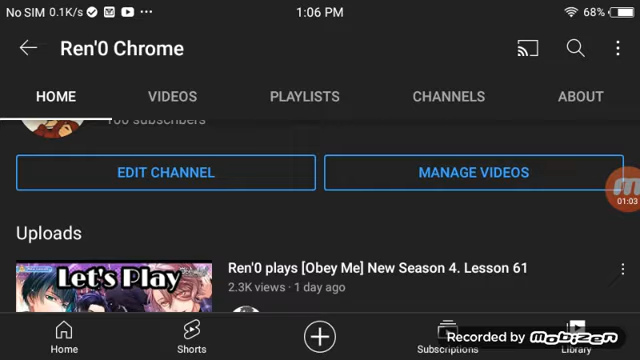 No SIM 0.1K/s
1:06 PM
68%
Ren'0 Chrome
HOME
VIDEOS
PLAYLISTS
CHANNELS
ABOUT
100 subscribers
EDIT CHANNEL
MANAGE VIDEOS
01:03
Uploads
Let's Play
Ren'0 plays [Obey Me] New Season 4. Lesson 61
2.3K views · 1 day ago
Home
Shorts
Subscriptions
Library
Recorded by Mobizen